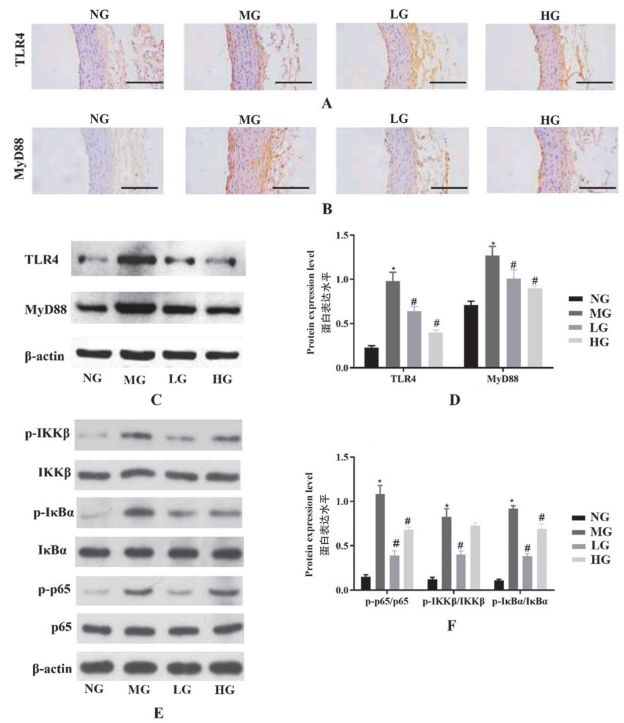 NG MG LG HG
TLR4
A
NG MG LG HG
MyD88
B
TLR4
MyD88
β-actin
NG MG LG HG
C
Protein expression level
蛋白表达水平
1.5
1.0
0.5
0.0
* # # * # #
TLR4 MyD88
NG
MG
LG
HG
D
p-IKKβ
IKKβ
p-IκBα
IκBα
p-p65
p65
β-actin
NG MG LG HG
E
Protein expression level
蛋白表达水平
1.5
1.0
0.5
0.0
* # # * # * # #
p-p65/p65 p-IKKβ/IKKβ p-IκBα/IκBα
NG
MG
LG
HG
F